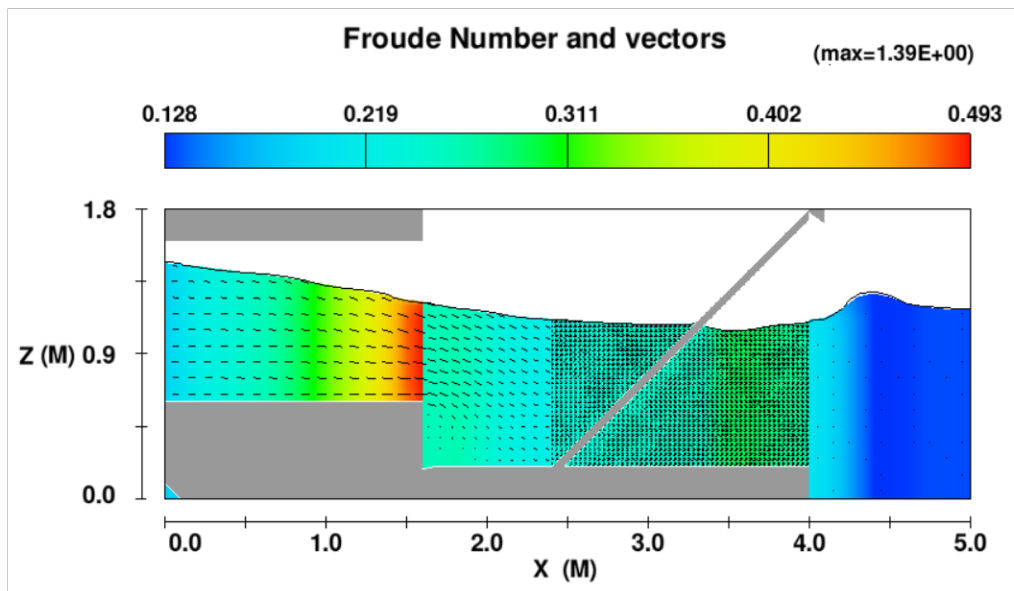 Froude Number and vectors
(max=1.39E+00)
0.128 0.219 0.311 0.402 0.493
1.8
Z (M) 0.9
0.0
0.0 1.0 2.0 3.0 4.0 5.0
X (M)